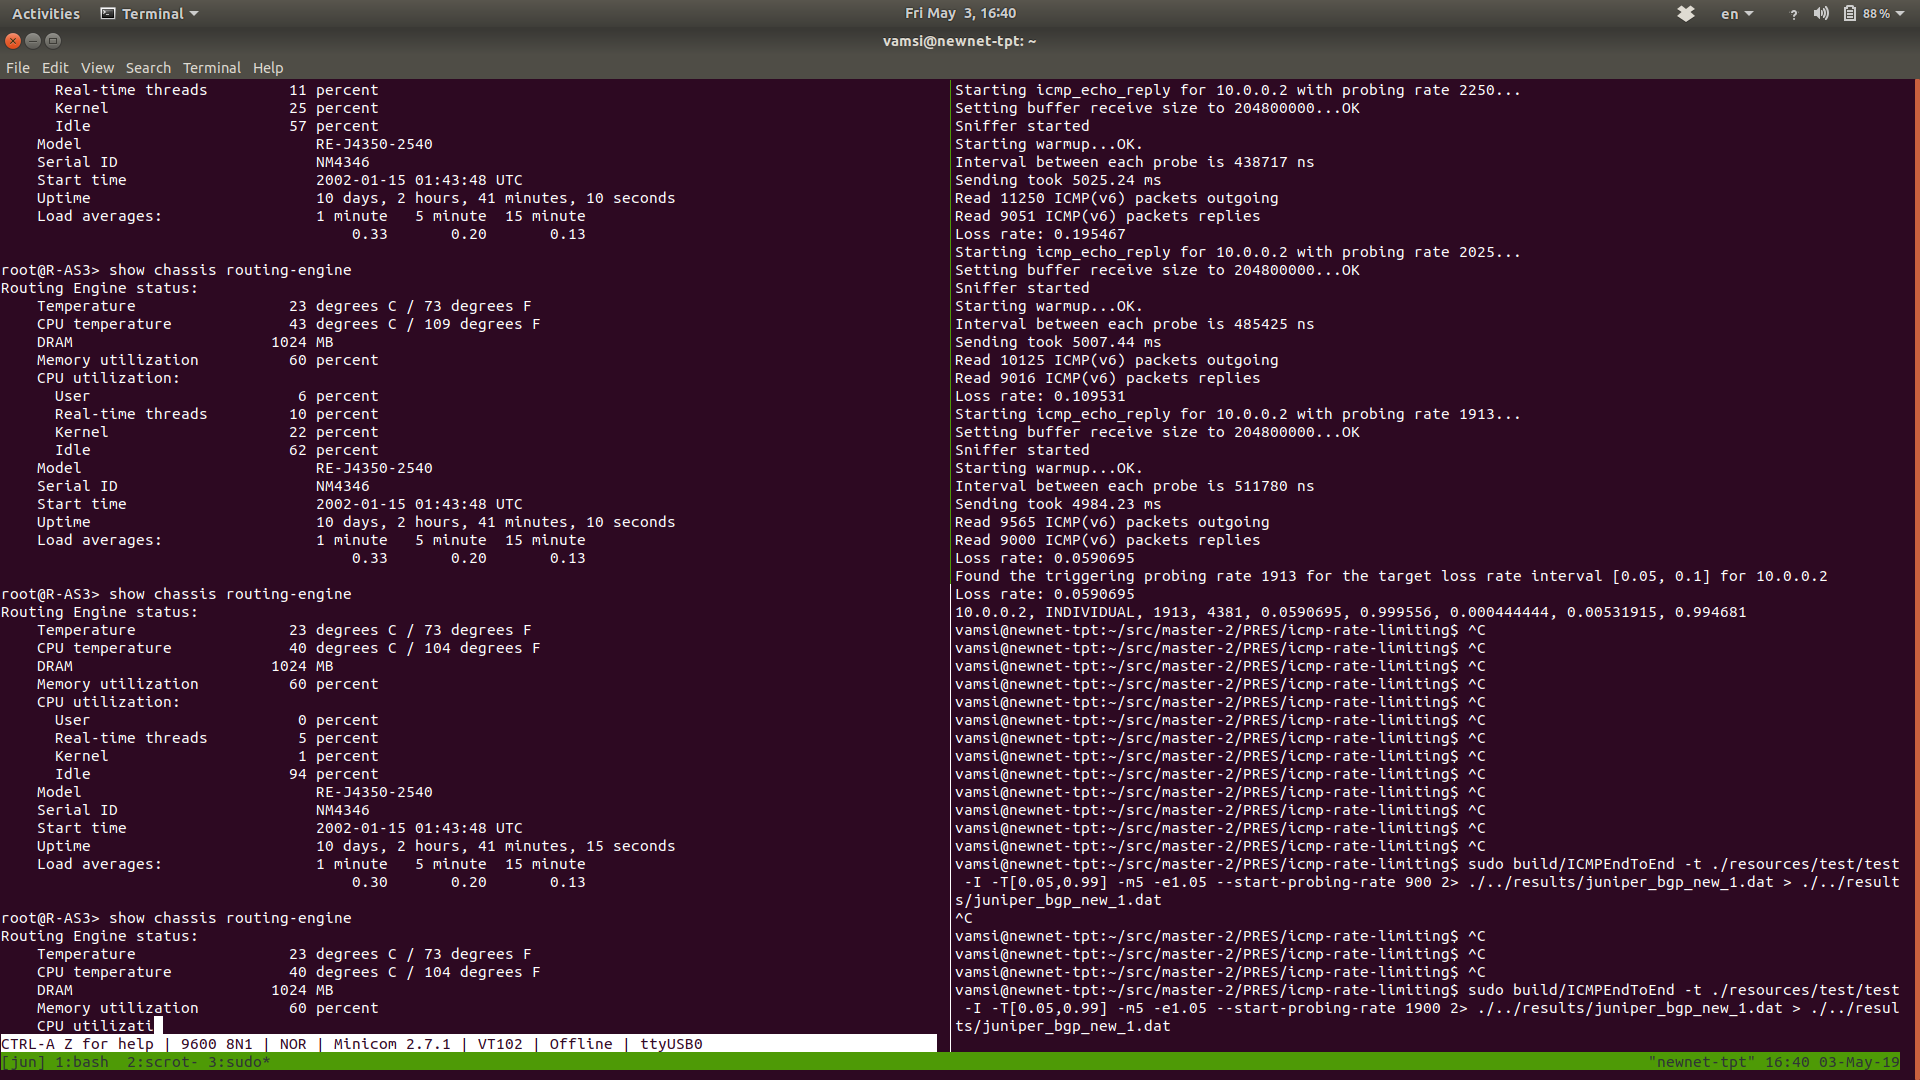 Activities Terminal Fri May 3, 16:40 en ? 88%
vamsi@newnet-tpt: ~
File Edit View Search Terminal Help
Real-time threads 11 percent
Kernel 25 percent
Idle 57 percent
Model RE-J4350-2540
Serial ID NM4346
Start time 2002-01-15 01:43:48 UTC
Uptime 10 days, 2 hours, 41 minutes, 10 seconds
Load averages: 1 minute 5 minute 15 minute
0.33 0.20 0.13
root@R-AS3> show chassis routing-engine
Routing Engine status:
Temperature 23 degrees C / 73 degrees F
CPU temperature 43 degrees C / 109 degrees F
DRAM 1024 MB
Memory utilization 60 percent
CPU utilization:
User 6 percent
Real-time threads 10 percent
Kernel 22 percent
Idle 62 percent
Model RE-J4350-2540
Serial ID NM4346
Start time 2002-01-15 01:43:48 UTC
Uptime 10 days, 2 hours, 41 minutes, 10 seconds
Load averages: 1 minute 5 minute 15 minute
0.33 0.20 0.13
root@R-AS3> show chassis routing-engine
Routing Engine status:
Temperature 23 degrees C / 73 degrees F
CPU temperature 40 degrees C / 104 degrees F
DRAM 1024 MB
Memory utilization 60 percent
CPU utilization:
User 0 percent
Real-time threads 5 percent
Kernel 1 percent
Idle 94 percent
Model RE-J4350-2540
Serial ID NM4346
Start time 2002-01-15 01:43:48 UTC
Uptime 10 days, 2 hours, 41 minutes, 15 seconds
Load averages: 1 minute 5 minute 15 minute
0.30 0.20 0.13
root@R-AS3> show chassis routing-engine
Routing Engine status:
Temperature 23 degrees C / 73 degrees F
CPU temperature 40 degrees C / 104 degrees F
DRAM 1024 MB
Memory utilization 60 percent
CPU utilizati
CTRL-A Z for help | 9600 8N1 | NOR | Minicom 2.7.1 | VT102 | Offline | ttyUSB0
Starting icmp_echo_reply for 10.0.0.2 with probing rate 2250...
Setting buffer receive size to 204800000...OK
Sniffer started
Starting warmup...OK.
Interval between each probe is 438717 ns
Sending took 5025.24 ms
Read 11250 ICMP(v6) packets outgoing
Read 9051 ICMP(v6) packets replies
Loss rate: 0.195467
Starting icmp_echo_reply for 10.0.0.2 with probing rate 2025...
Setting buffer receive size to 204800000...OK
Sniffer started
Starting warmup...OK.
Interval between each probe is 485425 ns
Sending took 5007.44 ms
Read 10125 ICMP(v6) packets outgoing
Read 9016 ICMP(v6) packets replies
Loss rate: 0.109531
Starting icmp_echo_reply for 10.0.0.2 with probing rate 1913...
Setting buffer receive size to 204800000...OK
Sniffer started
Starting warmup...OK.
Interval between each probe is 511780 ns
Sending took 4984.23 ms
Read 9565 ICMP(v6) packets outgoing
Read 9000 ICMP(v6) packets replies
Loss rate: 0.0590695
Found the triggering probing rate 1913 for the target loss rate interval [0.05, 0.1] for 10.0.0.2
Loss rate: 0.0590695
10.0.0.2, INDIVIDUAL, 1913, 4381, 0.0590695, 0.999556, 0.000444444, 0.00531915, 0.994681
vamsi@newnet-tpt:~/src/master-2/PRES/icmp-rate-limiting$ ^C
vamsi@newnet-tpt:~/src/master-2/PRES/icmp-rate-limiting$ ^C
vamsi@newnet-tpt:~/src/master-2/PRES/icmp-rate-limiting$ ^C
vamsi@newnet-tpt:~/src/master-2/PRES/icmp-rate-limiting$ ^C
vamsi@newnet-tpt:~/src/master-2/PRES/icmp-rate-limiting$ ^C
vamsi@newnet-tpt:~/src/master-2/PRES/icmp-rate-limiting$ ^C
vamsi@newnet-tpt:~/src/master-2/PRES/icmp-rate-limiting$ ^C
vamsi@newnet-tpt:~/src/master-2/PRES/icmp-rate-limiting$ ^C
vamsi@newnet-tpt:~/src/master-2/PRES/icmp-rate-limiting$ ^C
vamsi@newnet-tpt:~/src/master-2/PRES/icmp-rate-limiting$ ^C
vamsi@newnet-tpt:~/src/master-2/PRES/icmp-rate-limiting$ ^C
vamsi@newnet-tpt:~/src/master-2/PRES/icmp-rate-limiting$ ^C
vamsi@newnet-tpt:~/src/master-2/PRES/icmp-rate-limiting$ ^C
vamsi@newnet-tpt:~/src/master-2/PRES/icmp-rate-limiting$ sudo build/ICMPEndToEnd -t ./resources/test/test
-I -T[0.05,0.99] -m5 -e1.05 --start-probing-rate 900 2> ./../results/juniper_bgp_new_1.dat > ./../result
s/juniper_bgp_new_1.dat
^C
vamsi@newnet-tpt:~/src/master-2/PRES/icmp-rate-limiting$ ^C
vamsi@newnet-tpt:~/src/master-2/PRES/icmp-rate-limiting$ ^C
vamsi@newnet-tpt:~/src/master-2/PRES/icmp-rate-limiting$ ^C
vamsi@newnet-tpt:~/src/master-2/PRES/icmp-rate-limiting$ sudo build/ICMPEndToEnd -t ./resources/test/test
-I -T[0.05,0.99] -m5 -e1.05 --start-probing-rate 1900 2> ./../results/juniper_bgp_new_1.dat > ./../resul
ts/juniper_bgp_new_1.dat
[jun] 1:bash 2:scrot- 3:sudo* "newnet-tpt" 16:40 03-May-19